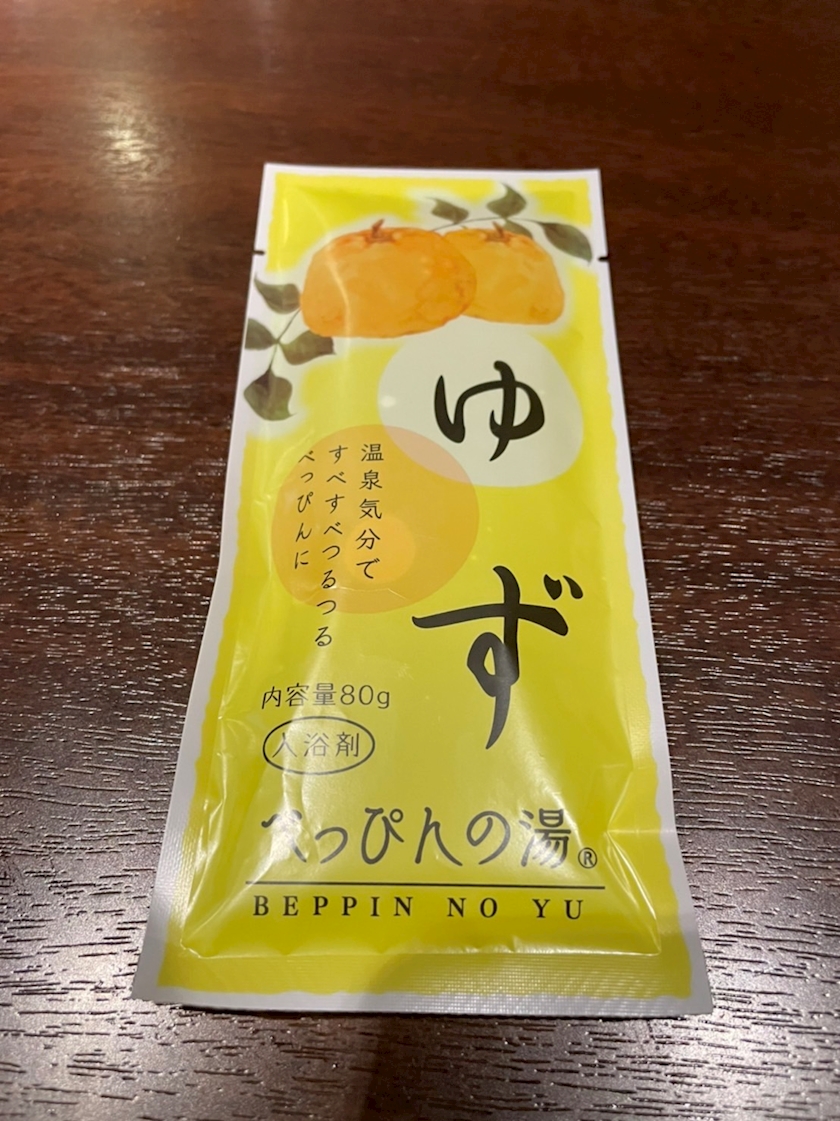 ゆず
温泉気分で
すべすべつるつる
べっぴんに
内容量80g
入浴剤
べっぴんの湯®
BEPPIN NO YU